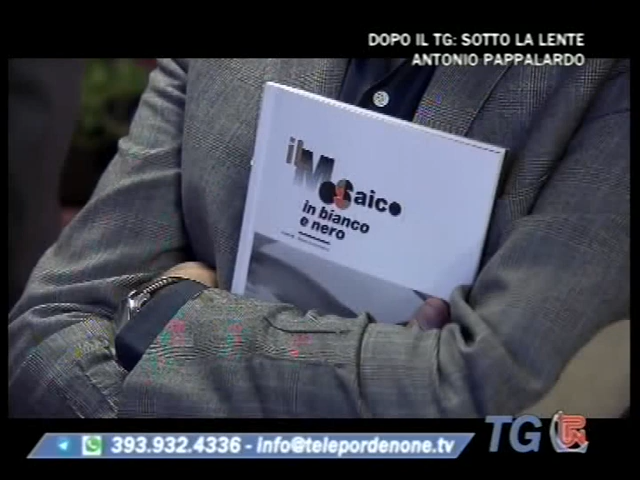 DOPO IL TG: SOTTO LA LENTE
ANTONIO PAPPALARDO
il
Mosaico
in bianco
e nero
393.932.4336 - info@telepordenone.tv
TG